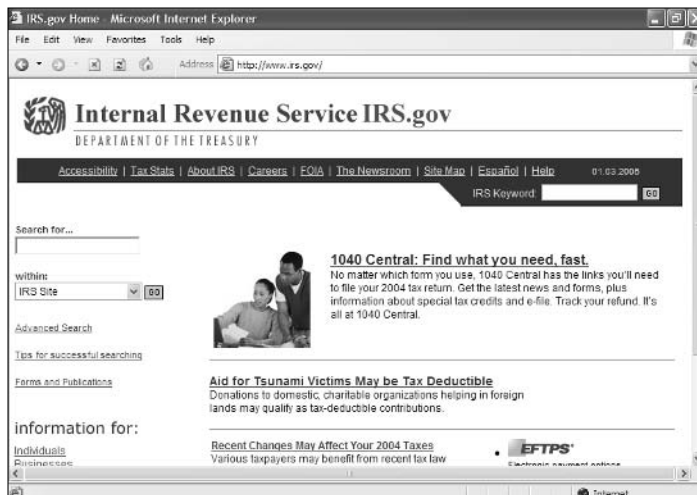 IRS.gov Home - Microsoft Internet Explorer
File Edit View Favorites Tools Help
Address http://www.irs.gov/
Internal Revenue Service IRS.gov
DEPARTMENT OF THE TREASURY
Accessibility | Tax Stats | About IRS | Careers | FOIA | The Newsroom | Site Map | Español | Help 01.03.2005
IRS Keyword: GO
Search for...
within:
IRS Site GO
Advanced Search
Tips for successful searching
Forms and Publications
information for:
Individuals
Businesses
1040 Central: Find what you need, fast.
No matter which form you use, 1040 Central has the links you'll need
to file your 2004 tax return. Get the latest news and forms, plus
information about special tax credits and e-file. Track your refund. It's
all at 1040 Central.
Aid for Tsunami Victims May be Tax Deductible
Donations to domestic, charitable organizations helping in foreign
lands may qualify as tax-deductible contributions.
Recent Changes May Affect Your 2004 Taxes
Various taxpayers may benefit from recent tax law
• EFTPS
Electronic payment options
Internet